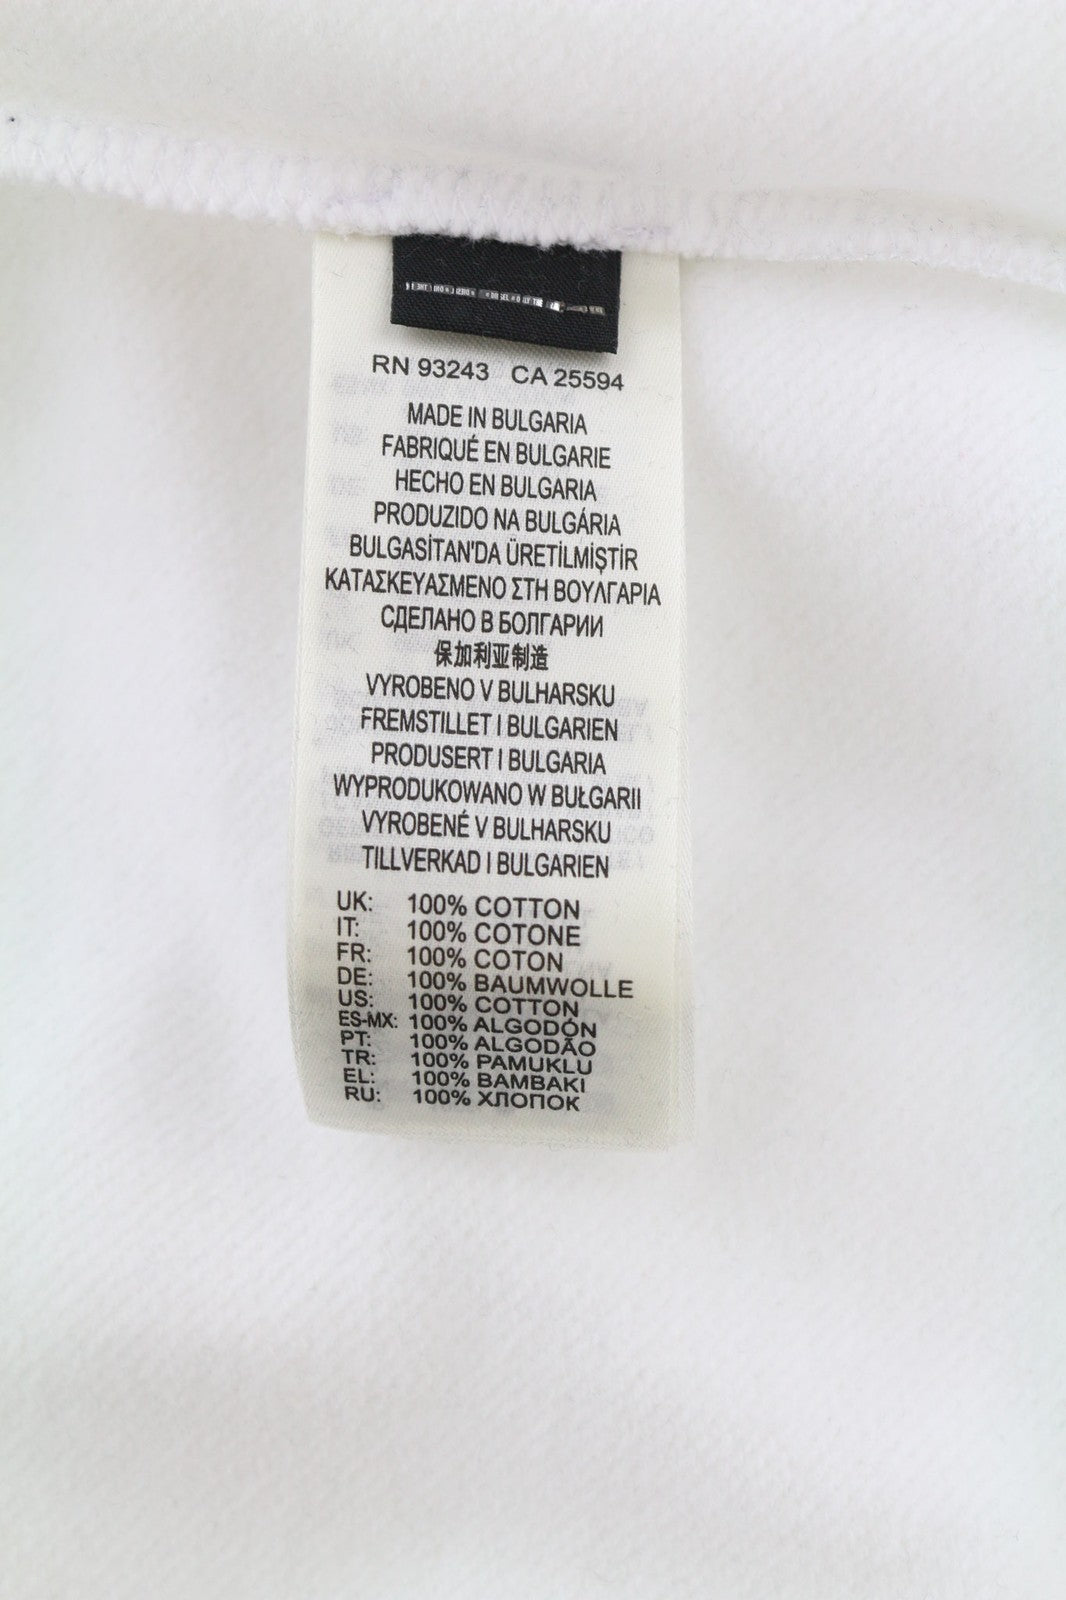 RN 93243 CA 25594
MADE IN BULGARIA
FABRIQUÉ EN BULGARIE
HECHO EN BULGARIA
PRODUZIDO NA BULGÁRIA
BULGASİTAN'DA ÜRETİLMİŞTİR
ΚΑΤΑΣΚΕΥΑΣΜΕΝΟ ΣΤΗ ΒΟΥΛΓΑΡΙΑ
СДЕЛАНО В БОЛГАРИИ
保加利亚制造
VYROBENO V BULHARSKU
FREMSTILLET I BULGARIEN
PRODUSERT I BULGARIA
WYPRODUKOWANO W BUŁGARII
VYROBENÉ V BULHARSKU
TILLVERKAD I BULGARIEN
UK: 100% COTTON
IT: 100% COTONE
FR: 100% COTON
DE: 100% BAUMWOLLE
US: 100% COTTON
ES-MX: 100% ALGODÓN
PT: 100% ALGODÃO
TR: 100% PAMUKLU
EL: 100% ΒΑΜΒΑΚΙ
RU: 100% ХЛОПОК